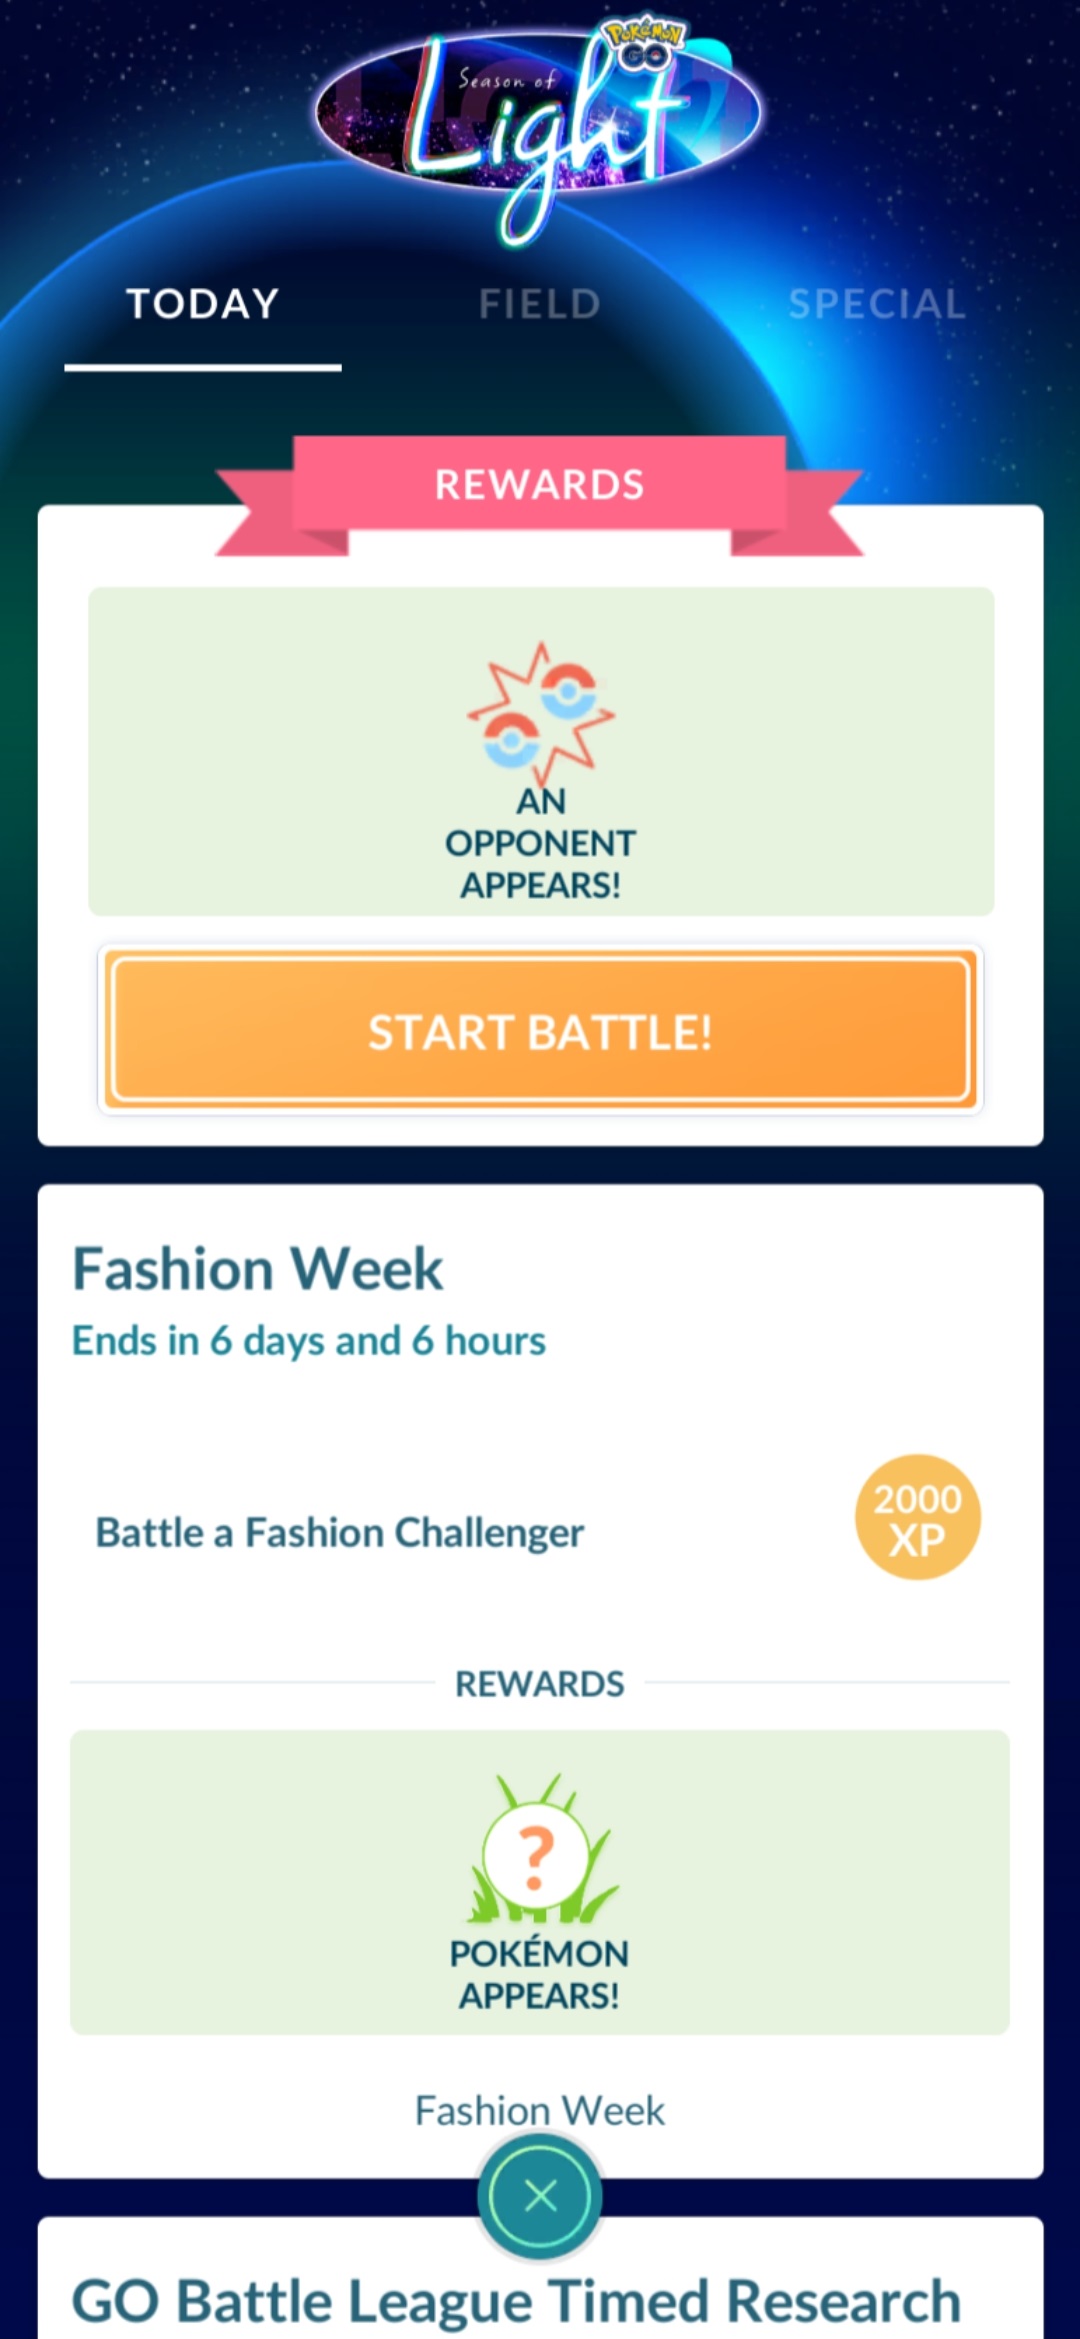 Pokémon
GO
Season of
Light
TODAY
FIELD
SPECIAL
REWARDS
AN
OPPONENT
APPEARS!
START BATTLE!
Fashion Week
Ends in 6 days and 6 hours
Battle a Fashion Challenger
2000
XP
REWARDS
?
POKÉMON
APPEARS!
Fashion Week
GO Battle League Timed Research